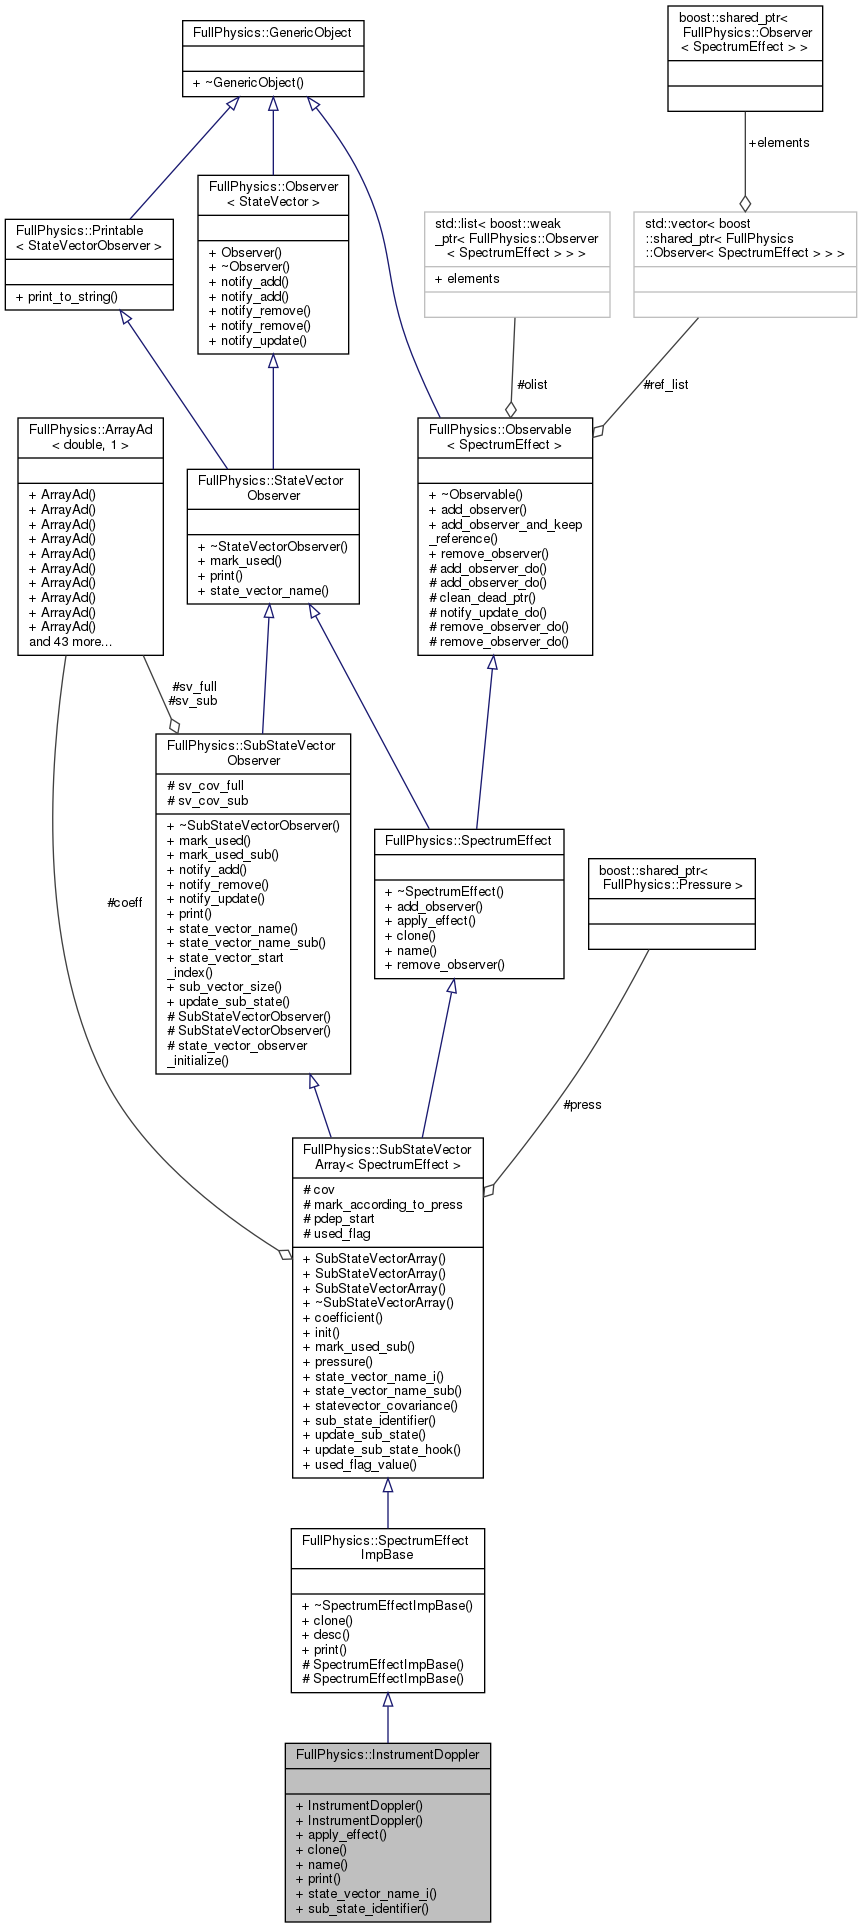 FullPhysics::GenericObject
+ ~GenericObject()
boost::shared_ptr<
FullPhysics::Observer
< SpectrumEffect > >
+elements
FullPhysics::Printable
< StateVectorObserver >
+ print_to_string()
FullPhysics::Observer
< StateVector >
+ Observer()
+ ~Observer()
+ notify_add()
+ notify_add()
+ notify_remove()
+ notify_remove()
+ notify_update()
std::list< boost::weak
_ptr< FullPhysics::Observer
< SpectrumEffect > > >
+ elements
std::vector< boost
::shared_ptr< FullPhysics
::Observer< SpectrumEffect > > >
#olist
#ref_list
FullPhysics::ArrayAd
< double, 1 >
+ ArrayAd()
+ ArrayAd()
+ ArrayAd()
+ ArrayAd()
+ ArrayAd()
+ ArrayAd()
+ ArrayAd()
+ ArrayAd()
+ ArrayAd()
+ ArrayAd()
and 43 more...
FullPhysics::StateVector
Observer
+ ~StateVectorObserver()
+ mark_used()
+ print()
+ state_vector_name()
FullPhysics::Observable
< SpectrumEffect >
+ ~Observable()
+ add_observer()
+ add_observer_and_keep
_reference()
+ remove_observer()
# add_observer_do()
# add_observer_do()
# clean_dead_ptr()
# notify_update_do()
# remove_observer_do()
# remove_observer_do()
#sv_full
#sv_sub
FullPhysics::SubStateVector
Observer
# sv_cov_full
# sv_cov_sub
+ ~SubStateVectorObserver()
+ mark_used()
+ mark_used_sub()
+ notify_add()
+ notify_remove()
+ notify_update()
+ print()
+ state_vector_name()
+ state_vector_name_sub()
+ state_vector_start
_index()
+ sub_vector_size()
+ update_sub_state()
# SubStateVectorObserver()
# SubStateVectorObserver()
# state_vector_observer
_initialize()
FullPhysics::SpectrumEffect
+ ~SpectrumEffect()
+ add_observer()
+ apply_effect()
+ clone()
+ name()
+ remove_observer()
boost::shared_ptr<
FullPhysics::Pressure >
#coeff
#press
FullPhysics::SubStateVector
Array< SpectrumEffect >
# cov
# mark_according_to_press
# pdep_start
# used_flag
+ SubStateVectorArray()
+ SubStateVectorArray()
+ SubStateVectorArray()
+ ~SubStateVectorArray()
+ coefficient()
+ init()
+ mark_used_sub()
+ pressure()
+ state_vector_name_i()
+ state_vector_name_sub()
+ statevector_covariance()
+ sub_state_identifier()
+ update_sub_state()
+ update_sub_state_hook()
+ used_flag_value()
FullPhysics::SpectrumEffect
ImpBase
+ ~SpectrumEffectImpBase()
+ clone()
+ desc()
+ print()
# SpectrumEffectImpBase()
# SpectrumEffectImpBase()
FullPhysics::InstrumentDoppler
+ InstrumentDoppler()
+ InstrumentDoppler()
+ apply_effect()
+ clone()
+ name()
+ print()
+ state_vector_name_i()
+ sub_state_identifier()